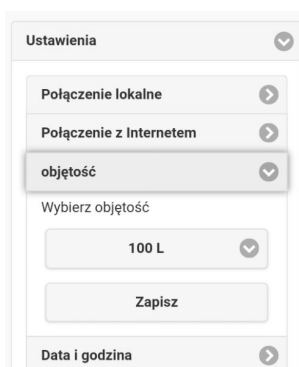 Ustawienia
Połączenie lokalne
Połączenie z Internetem
objętość
Wybierz objętość
100 L
Zapisz
Data i godzina